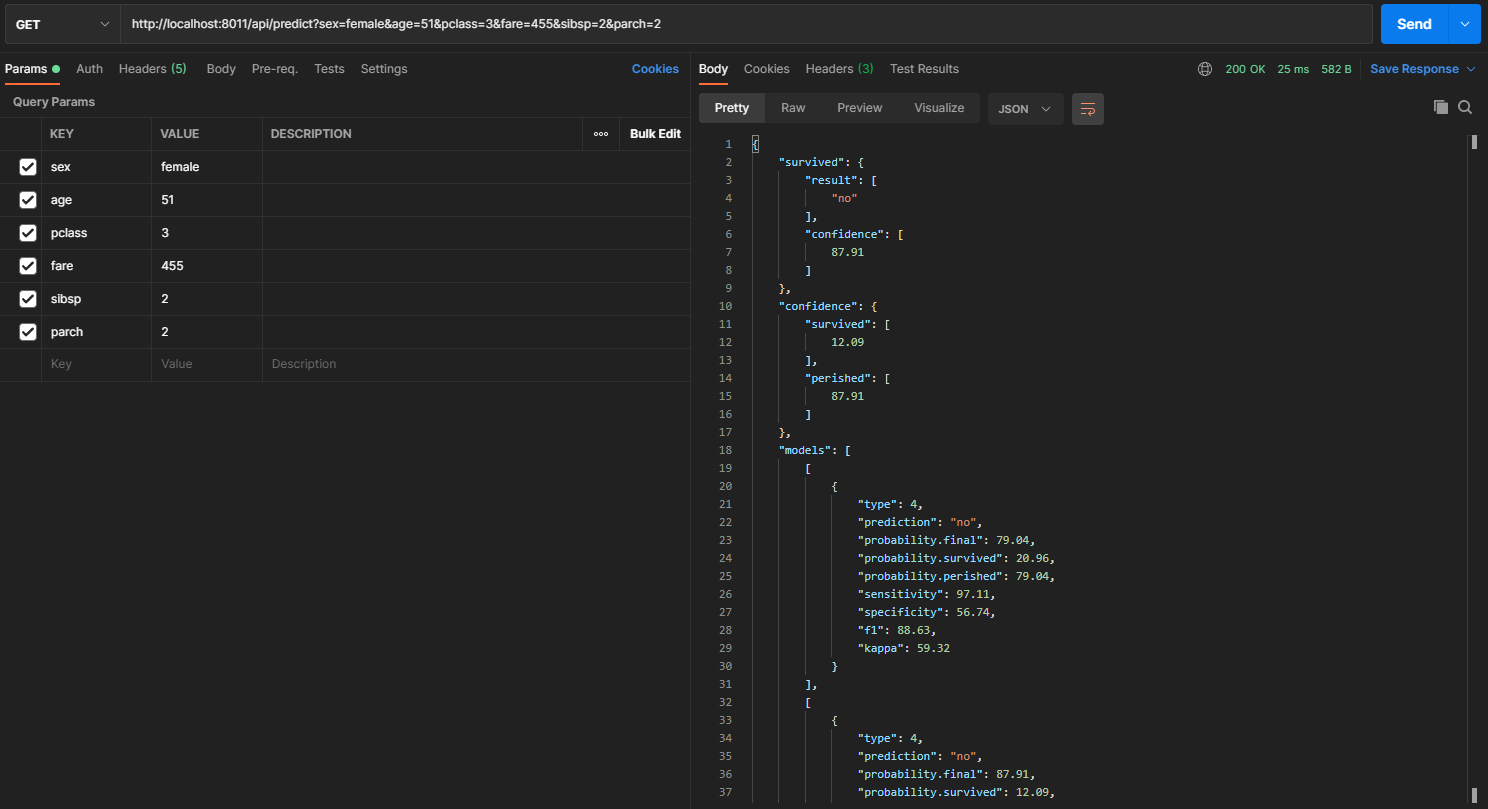 GET
http://localhost:8011/api/predict?sex=female&age=51&pclass=3&fare=455&sibsp=2&parch=2
Send
Params Auth Headers (5) Body Pre-req. Tests Settings Cookies
Query Params
KEY VALUE DESCRIPTION ooo Bulk Edit
sex female
age 51
pclass 3
fare 455
sibsp 2
parch 2
Key Value Description
Body Cookies Headers (3) Test Results 200 OK 25 ms 582 B Save Response
Pretty Raw Preview Visualize JSON
1 {
2 "survived": {
3 "result": [
4 "no"
5 ],
6 "confidence": [
7 87.91
8 ]
9 },
10 "confidence": {
11 "survived": [
12 12.09
13 ],
14 "perished": [
15 87.91
16 ]
17 },
18 "models": [
19 [
20 {
21 "type": 4,
22 "prediction": "no",
23 "probability.final": 79.04,
24 "probability.survived": 20.96,
25 "probability.perished": 79.04,
26 "sensitivity": 97.11,
27 "specificity": 56.74,
28 "f1": 88.63,
29 "kappa": 59.32
30 }
31 ],
32 [
33 {
34 "type": 4,
35 "prediction": "no",
36 "probability.final": 87.91,
37 "probability.survived": 12.09,